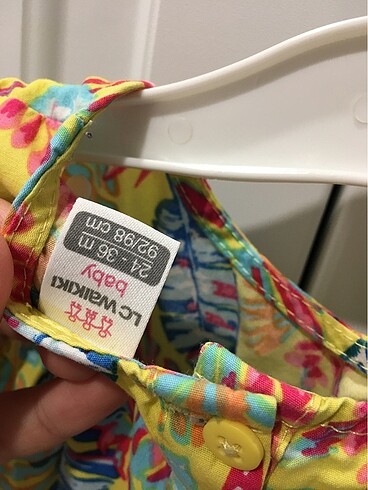 LC WAIKIKI
baby
24 - 36 m
92/98 cm